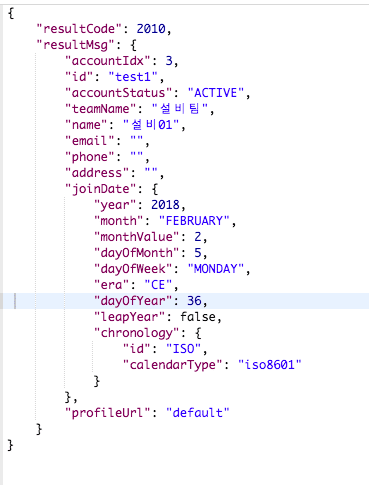 {
    "resultCode": 2010,
    "resultMsg": {
        "accountIdx": 3,
        "id": "test1",
        "accountStatus": "ACTIVE",
        "teamName": "설비팀",
        "name": "설비01",
        "email": "",
        "phone": "",
        "address": "",
        "joinDate": {
            "year": 2018,
            "month": "FEBRUARY",
            "monthValue": 2,
            "dayOfMonth": 5,
            "dayOfWeek": "MONDAY",
            "era": "CE",
            "dayOfYear": 36,
            "leapYear": false,
            "chronology": {
                "id": "ISO",
                "calendarType": "iso8601"
            }
        },
        "profileUrl": "default"
    }
}